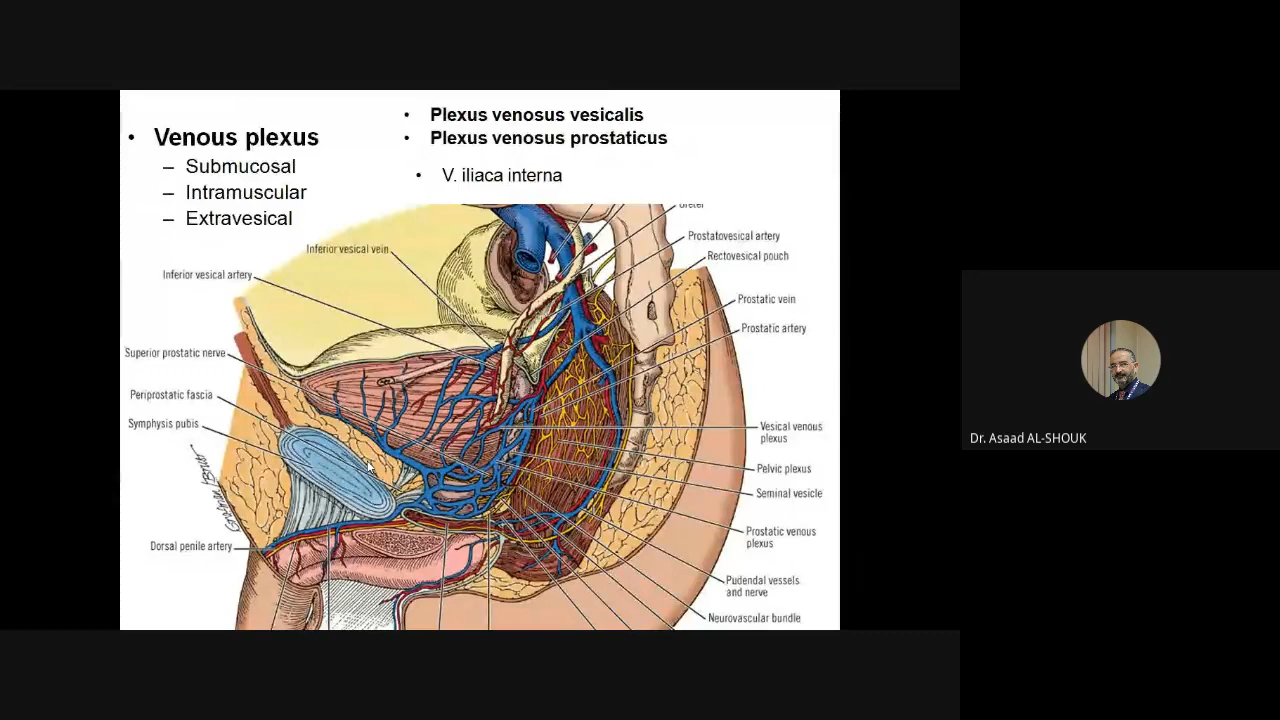 Plexus venosus vesicalis
Plexus venosus prostaticus
V. iliaca interna
Venous plexus
– Submucosal
– Intramuscular
– Extravesical
Ureter
Inferior vesical vein
Prostatovesical artery
Rectovesical pouch
Inferior vesical artery
Prostatic vein
Prostatic artery
Superior prostatic nerve
Periprostatic fascia
Symphysis pubis
Vesical venous
plexus
Pelvic plexus
Seminal vesicle
Prostatic venous
plexus
Dorsal penile artery
Pudendal vessels
and nerve
Neurovascular bundle
Dr. Asaad AL-SHOUK